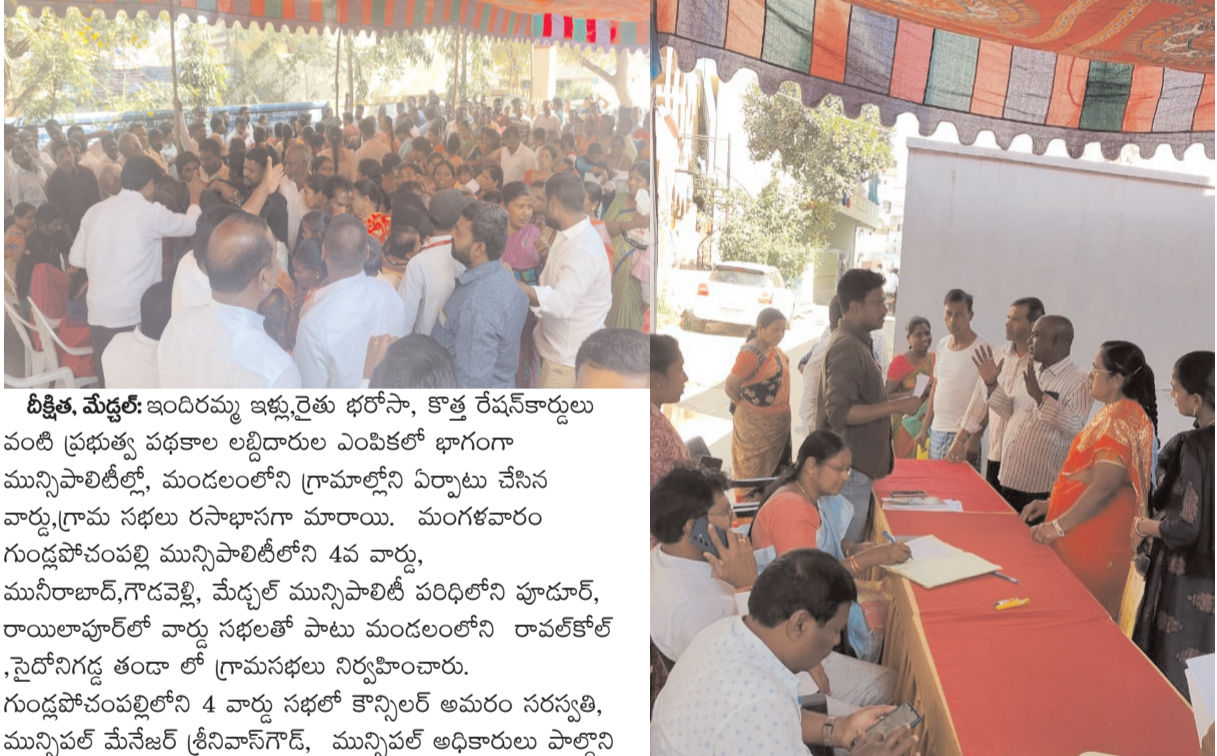 దీక్షిత, మేడ్చల్: ఇందిరమ్మ ఇళ్లు,రైతు భరోసా, కొత్త రేషన్‌కార్డులు
వంటి ప్రభుత్వ పథకాల లబ్దిదారుల ఎంపికలో భాగంగా
మున్సిపాలిటీల్లో, మండలంలోని గ్రామాల్లోని ఏర్పాటు చేసిన
వార్డు,గ్రామ సభలు రసాభాసగా మారాయి. మంగళవారం
గుండ్లపోచంపల్లి మున్సిపాలిటీలోని 4వ వార్డు,
మునీరాబాద్,గౌడవెళ్లి, మేడ్చల్ మున్సిపాలిటీ పరిధిలోని పూడూర్,
రాయిలాపూర్‌లో వార్డు సభలతో పాటు మండలంలోని రావల్‌కోల్
,సైదోనిగడ్డ తండా లో గ్రామసభలు నిర్వహించారు.
గుండ్లపోచంపల్లిలోని 4 వార్డు సభలో కౌన్సిలర్ అమరం సరస్వతి,
మున్సిపల్ మేనేజర్ శ్రీనివాస్‌గౌడ్, మున్సిపల్ అధికారులు పాల్గొని